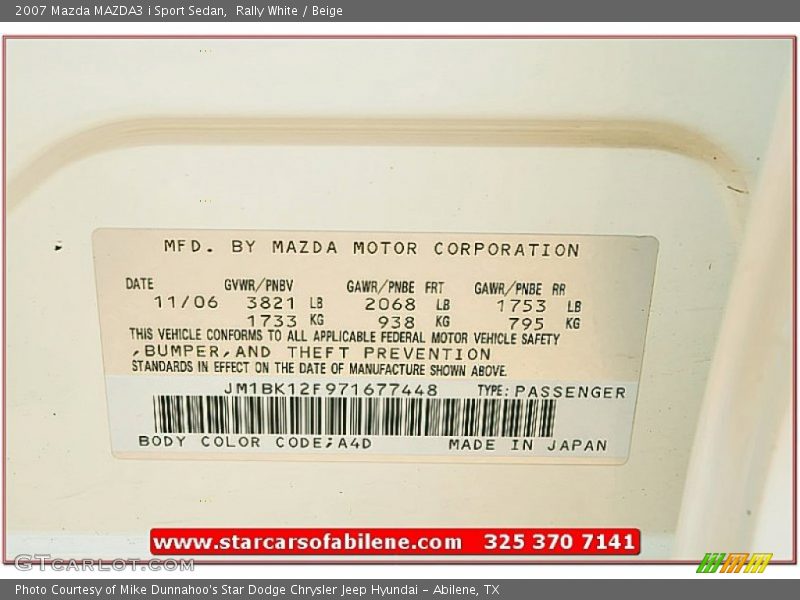 2007 Mazda MAZDA3 i Sport Sedan,  Rally White / Beige
MFD. BY MAZDA MOTOR CORPORATION
DATE GVWR/PNBV GAWR/PNBE FRT GAWR/PNBE RR
11/06 3821 LB 2068 LB 1753 LB
1733 KG 938 KG 795 KG
THIS VEHICLE CONFORMS TO ALL APPLICABLE FEDERAL MOTOR VEHICLE SAFETY
,BUMPER,AND THEFT PREVENTION
STANDARDS IN EFFECT ON THE DATE OF MANUFACTURE SHOWN ABOVE.
JM1BK12F971677448 TYPE:PASSENGER
BODY COLOR CODE;A4D MADE IN JAPAN
www.starcarsofabilene.com 325 370 7141
GTcarlot.com
Photo Courtesy of Mike Dunnahoo's Star Dodge Chrysler Jeep Hyundai - Abilene, TX